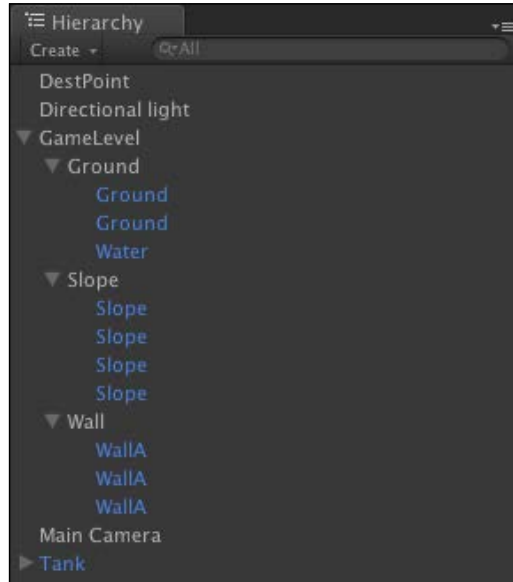 Hierarchy
Create All
DestPoint
Directional light
GameLevel
Ground
Ground
Ground
Water
Slope
Slope
Slope
Slope
Slope
Wall
WallA
WallA
WallA
Main Camera
Tank